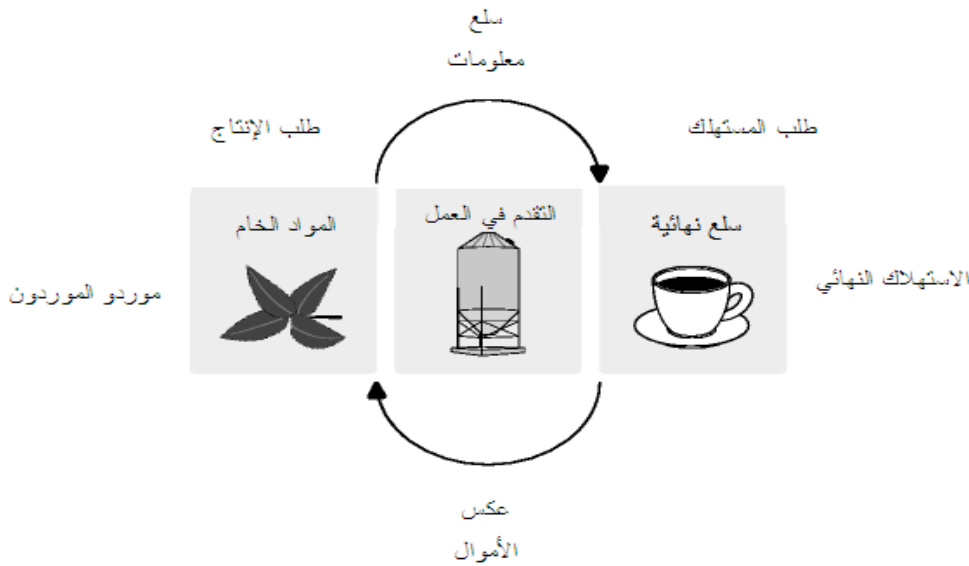 سلع
معلومات
طلب المستهلك
طلب الإنتاج
سلع نهائية
التقدم في العمل
المواد الخام
الاستهلاك النهائي
موردو الموردون
عكس
الأموال